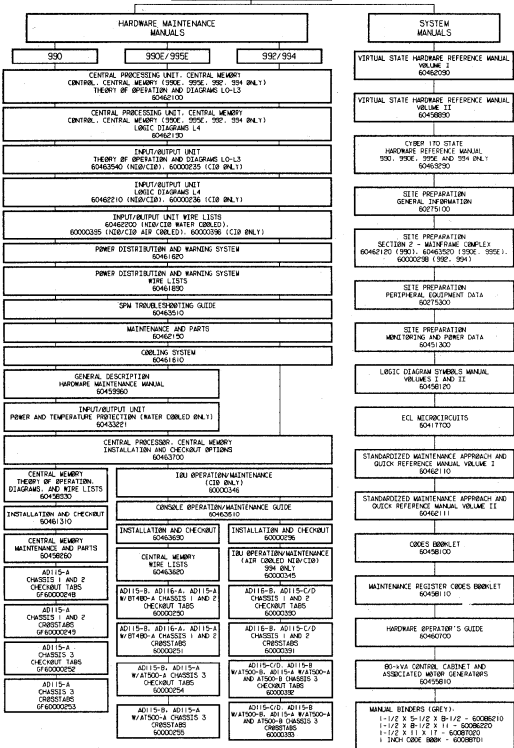 HARDWARE MAINTENANCE
MANUALS
990
990E/995E
992/994
CENTRAL PROCESSING UNIT, CENTRAL MEMORY
CONTROL, CENTRAL MEMORY (990E, 995E, 992, 994 ONLY)
THEORY OF OPERATION AND DIAGRAMS L0-L3
60462100
CENTRAL PROCESSING UNIT, CENTRAL MEMORY
CONTROL, CENTRAL MEMORY (990E, 995E, 992, 994 ONLY)
LOGIC DIAGRAMS L4
60462190
INPUT/OUTPUT UNIT
THEORY OF OPERATION AND DIAGRAMS L0-L3
60463540 (NIO/CIO), 60000235 (CIO ONLY)
INPUT/OUTPUT UNIT
LOGIC DIAGRAMS L4
60462210 (NIO/CIO), 60000236 (CIO ONLY)
INPUT/OUTPUT UNIT WIRE LISTS
60462200 (NIO/CIO WATER COOLED),
60000395 (NIO/CIO AIR COOLED), 60000396 (CIO ONLY)
POWER DISTRIBUTION AND WARNING SYSTEM
60461620
POWER DISTRIBUTION AND WARNING SYSTEM
WIRE LISTS
60461890
SPM TROUBLESHOOTING GUIDE
60463510
MAINTENANCE AND PARTS
60462150
COOLING SYSTEM
60461610
GENERAL DESCRIPTION
HARDWARE MAINTENANCE MANUAL
60459960
INPUT/OUTPUT UNIT
POWER AND TEMPERATURE PROTECTION (WATER COOLED ONLY)
60433221
CENTRAL PROCESSOR, CENTRAL MEMORY
INSTALLATION AND CHECKOUT OPTIONS
60463700
CENTRAL MEMORY
THEORY OF OPERATION,
DIAGRAMS, AND WIRE LISTS
60458930
INSTALLATION AND CHECKOUT
60461310
CENTRAL MEMORY
MAINTENANCE AND PARTS
60458260
AD115-A
CHASSIS 1 AND 2
CHECKOUT TABS
GF60000248
AD115-A
CHASSIS 1 AND 2
CROSSTABS
GF60000249
AD115-A
CHASSIS 3
CHECKOUT TABS
GF60000252
AD115-A
CHASSIS 3
CROSSTABS
GF60000253
IOU OPERATION/MAINTENANCE
(CIO ONLY)
60000346
CONSOLE OPERATION/MAINTENANCE GUIDE
60463610
INSTALLATION AND CHECKOUT
60463690
CENTRAL MEMORY
WIRE LISTS
60463620
AD115-B, AD116-A, AD115-A
W/BT480-A CHASSIS 1 AND 2
CHECKOUT TABS
60000250
AD115-B, AD116-A, AD115-A
W/BT480-A CHASSIS 1 AND 2
CROSSTABS
60000251
AD115-B, AD115-A
W/AT500-A CHASSIS 3
CHECKOUT TABS
60000254
AD115-B, AD115-A
W/AT500-A CHASSIS 3
CROSSTABS
60000255
INSTALLATION AND CHECKOUT
60000296
IOU OPERATION/MAINTENANCE
(AIR COOLED NIO/CIO)
994 ONLY
60000345
AD116-B, AD115-C/D
CHASSIS 1 AND 2
CHECKOUT TABS
60000390
AD116-B, AD115-C/D
CHASSIS 1 AND 2
CROSSTABS
60000391
AD115-C/D, AD115-B
W/AT500-B, AD115-A W/AT500-A
AND AT500-B CHASSIS 3
CHECKOUT TABS
60000392
AD115-C/D, AD115-B
W/AT500-B, AD115-A W/AT500-A
AND AT500-B CHASSIS 3
CROSSTABS
60000393
SYSTEM
MANUALS
VIRTUAL STATE HARDWARE REFERENCE MANUAL
VOLUME I
60462090
VIRTUAL STATE HARDWARE REFERENCE MANUAL
VOLUME II
60458890
CYBER 170 STATE
HARDWARE REFERENCE MANUAL
990, 990E, 995E AND 994 ONLY
60469290
SITE PREPARATION
GENERAL INFORMATION
60275100
SITE PREPARATION
SECTION 2 - MAINFRAME COMPLEX
60462120 (990), 60463520 (990E, 995E),
60000298 (992, 994)
SITE PREPARATION
PERIPHERAL EQUIPMENT DATA
60275300
SITE PREPARATION
MONITORING AND POWER DATA
60451300
LOGIC DIAGRAM SYMBOLS MANUAL
VOLUMES I AND II
60458120
ECL MICROCIRCUITS
60417700
STANDARDIZED MAINTENANCE APPROACH AND
QUICK REFERENCE MANUAL VOLUME I
60462110
STANDARDIZED MAINTENANCE APPROACH AND
QUICK REFERENCE MANUAL VOLUME II
60462111
CODES BOOKLET
60458100
MAINTENANCE REGISTER CODES BOOKLET
60458110
HARDWARE OPERATOR'S GUIDE
60460700
80-kVA CONTROL CABINET AND
ASSOCIATED MOTOR GENERATORS
60455810
MANUAL BINDERS (GREY).
1-1/2 X 5-1/2 X 8-1/2 - 60086210
1-1/2 X 8-1/2 X 11 - 60086220
1-1/2 X 11 X 17 - 60087020
1 INCH CODE BOOK - 60088701